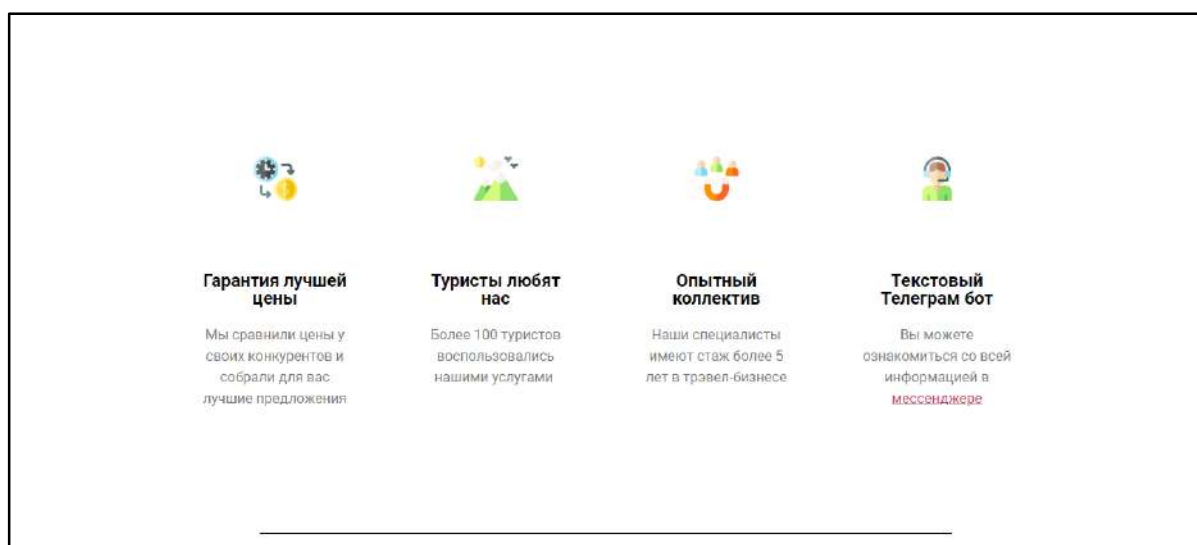 Гарантия лучшей
цены
Мы сравнили цены у
своих конкурентов и
собрали для вас
лучшие предложения
Туристы любят
нас
Более 100 туристов
воспользовались
нашими услугами
Опытный
коллектив
Наши специалисты
имеют стаж более 5
лет в трэвел-бизнесе
Текстовый
Телеграм бот
Вы можете
ознакомиться со всей
информацией в
мессенджере